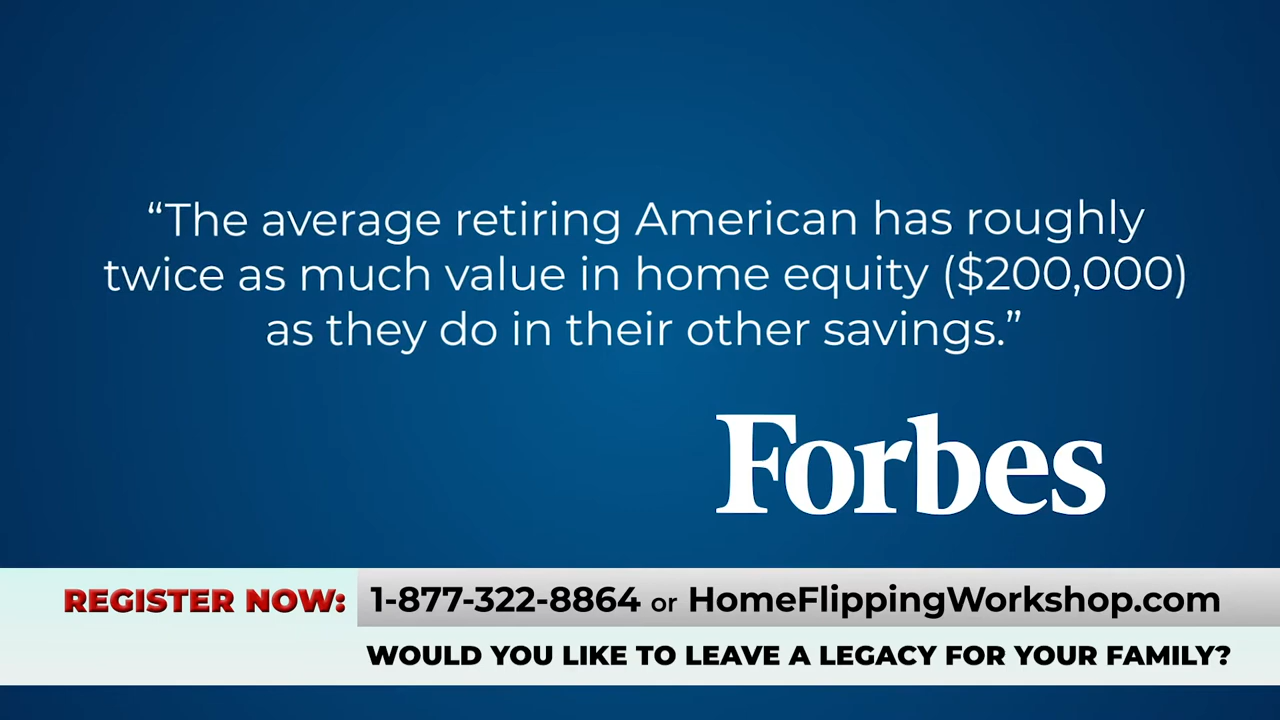 “The average retiring American has roughly
twice as much value in home equity ($200,000)
as they do in their other savings.”
Forbes
REGISTER NOW: 1-877-322-8864 or HomeFlippingWorkshop.com
WOULD YOU LIKE TO LEAVE A LEGACY FOR YOUR FAMILY?